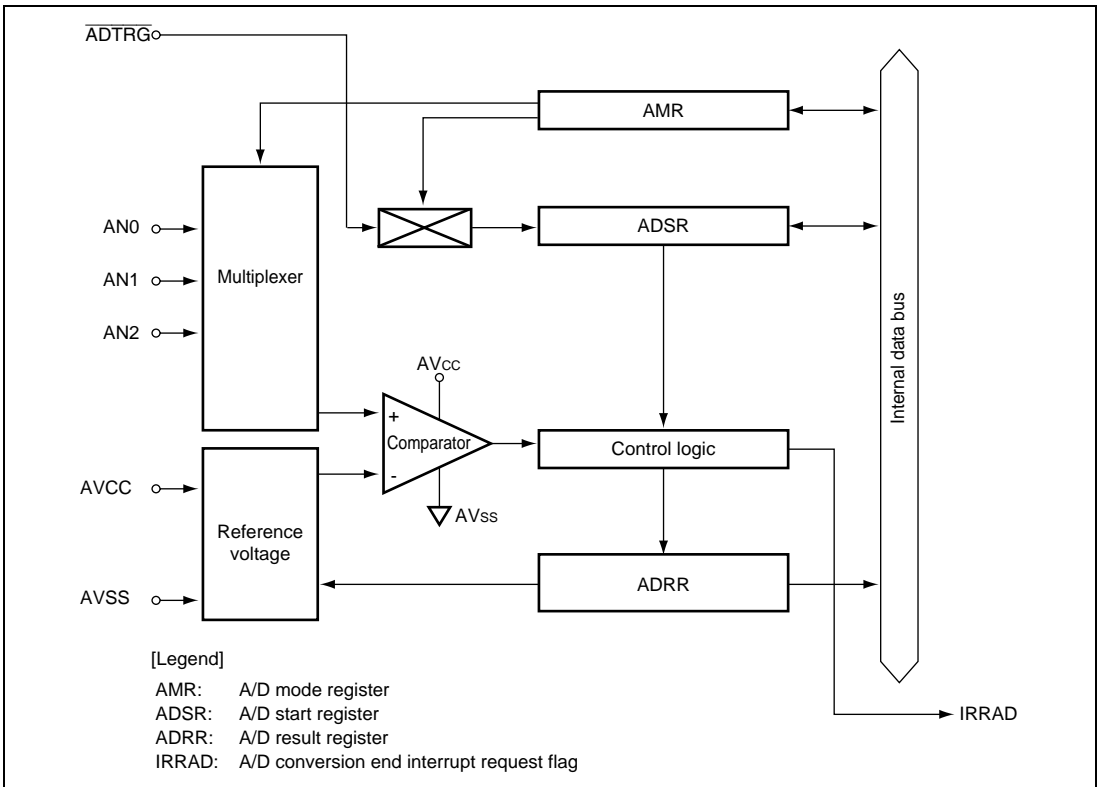 ADTRG
AMR
AN0
ADSR
AN1
Multiplexer
AN2
Internal data bus
AVCC
+
Comparator
Control logic
-
AVCC
AVSS
Reference
voltage
ADRR
AVSS
[Legend]
AMR: A/D mode register
ADSR: A/D start register
ADRR: A/D result register
IRRAD: A/D conversion end interrupt request flag
IRRAD